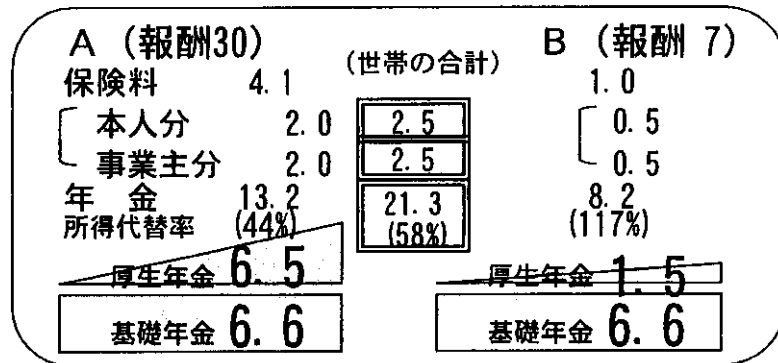 A (報酬30)
(世帯の合計)
B (報酬 7)
保険料 4.1
1.0
本人分 2.0
2.5
0.5
事業主分 2.0
2.5
0.5
年 金 13.2
21.3
8.2
所得代替率 (44%)
(58%)
(117%)
厚生年金 6.5
厚生年金 1.5
基礎年金 6.6
基礎年金 6.6